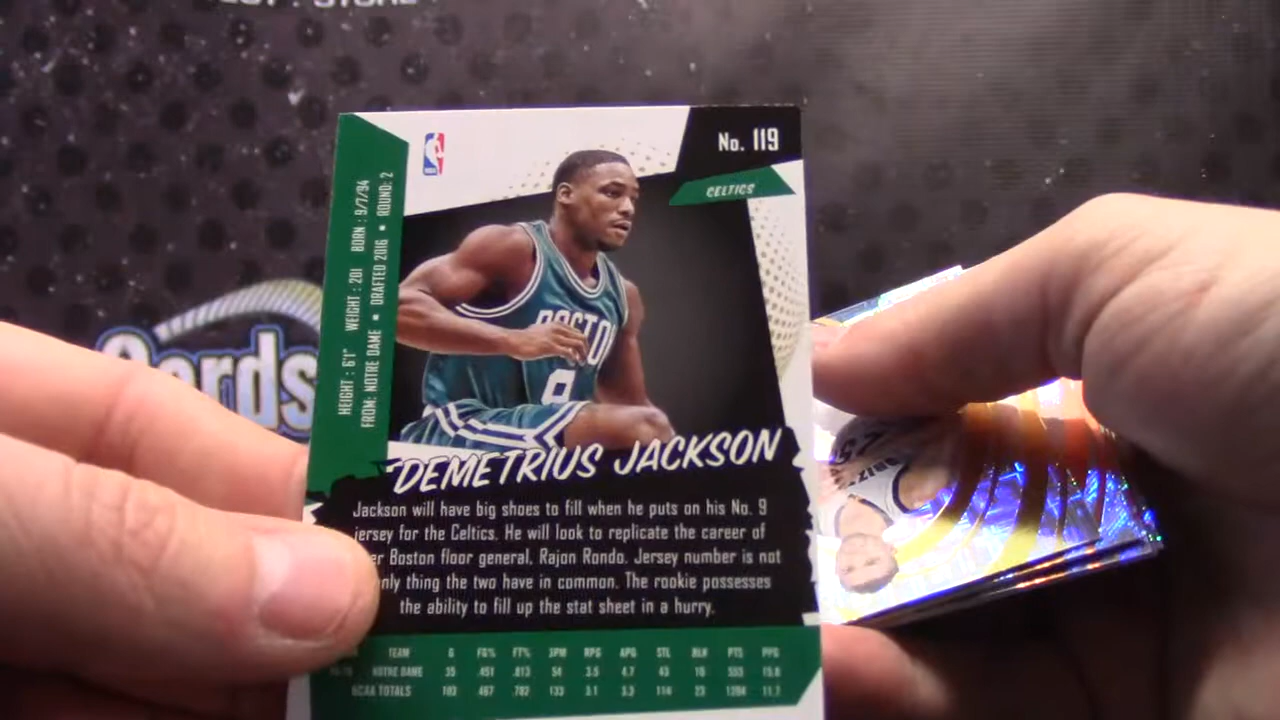 STORE
No. 119
CELTICS
HEIGHT : 6'1" WEIGHT : 201 BORN : 9/7/94
FROM: NOTRE DAME ■ DRAFTED 2016 ■ ROUND: 2
NBA
BOSTON
9
DEMETRIUS JACKSON
Jackson will have big shoes to fill when he puts on his No. 9
jersey for the Celtics. He will look to replicate the career of
Boston floor general, Rajon Rondo. Jersey number is not
only thing the two have in common. The rookie possesses
the ability to fill up the stat sheet in a hurry.
TEAM G FG% FT% 3PM RPG APG STL BLK PTS PPG
NOTRE DAME 35 .451 .813 54 3.5 4.7 43 16 553 15.8
NCAA TOTALS 103 .467 .782 133 3.1 3.3 114 23 1204 11.7
ards